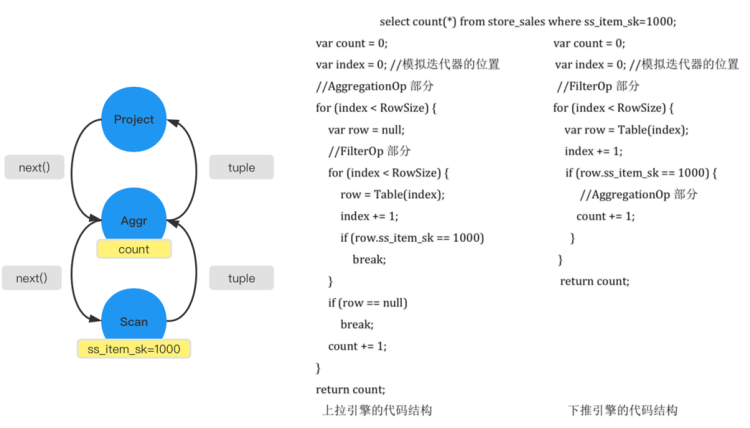 Project
next()
tuple
Aggr
count
next()
tuple
Scan
ss_item_sk=1000
select count(*) from store_sales where ss_item_sk=1000;
var count = 0;
var index = 0; //模拟迭代器的位置
//AggregationOp 部分
for (index < RowSize) {
var row = null;
//FilterOp 部分
for (index < RowSize) {
row = Table(index);
index += 1;
if (row.ss_item_sk == 1000)
break;
}
if (row == null)
break;
count += 1;
}
return count;
上拉引擎的代码结构
var count = 0;
var index = 0; //模拟迭代器的位置
//FilterOp 部分
for (index < RowSize) {
var row = Table(index);
index += 1;
if (row.ss_item_sk == 1000) {
//AggregationOp 部分
count += 1;
}
}
return count;
下推引擎的代码结构